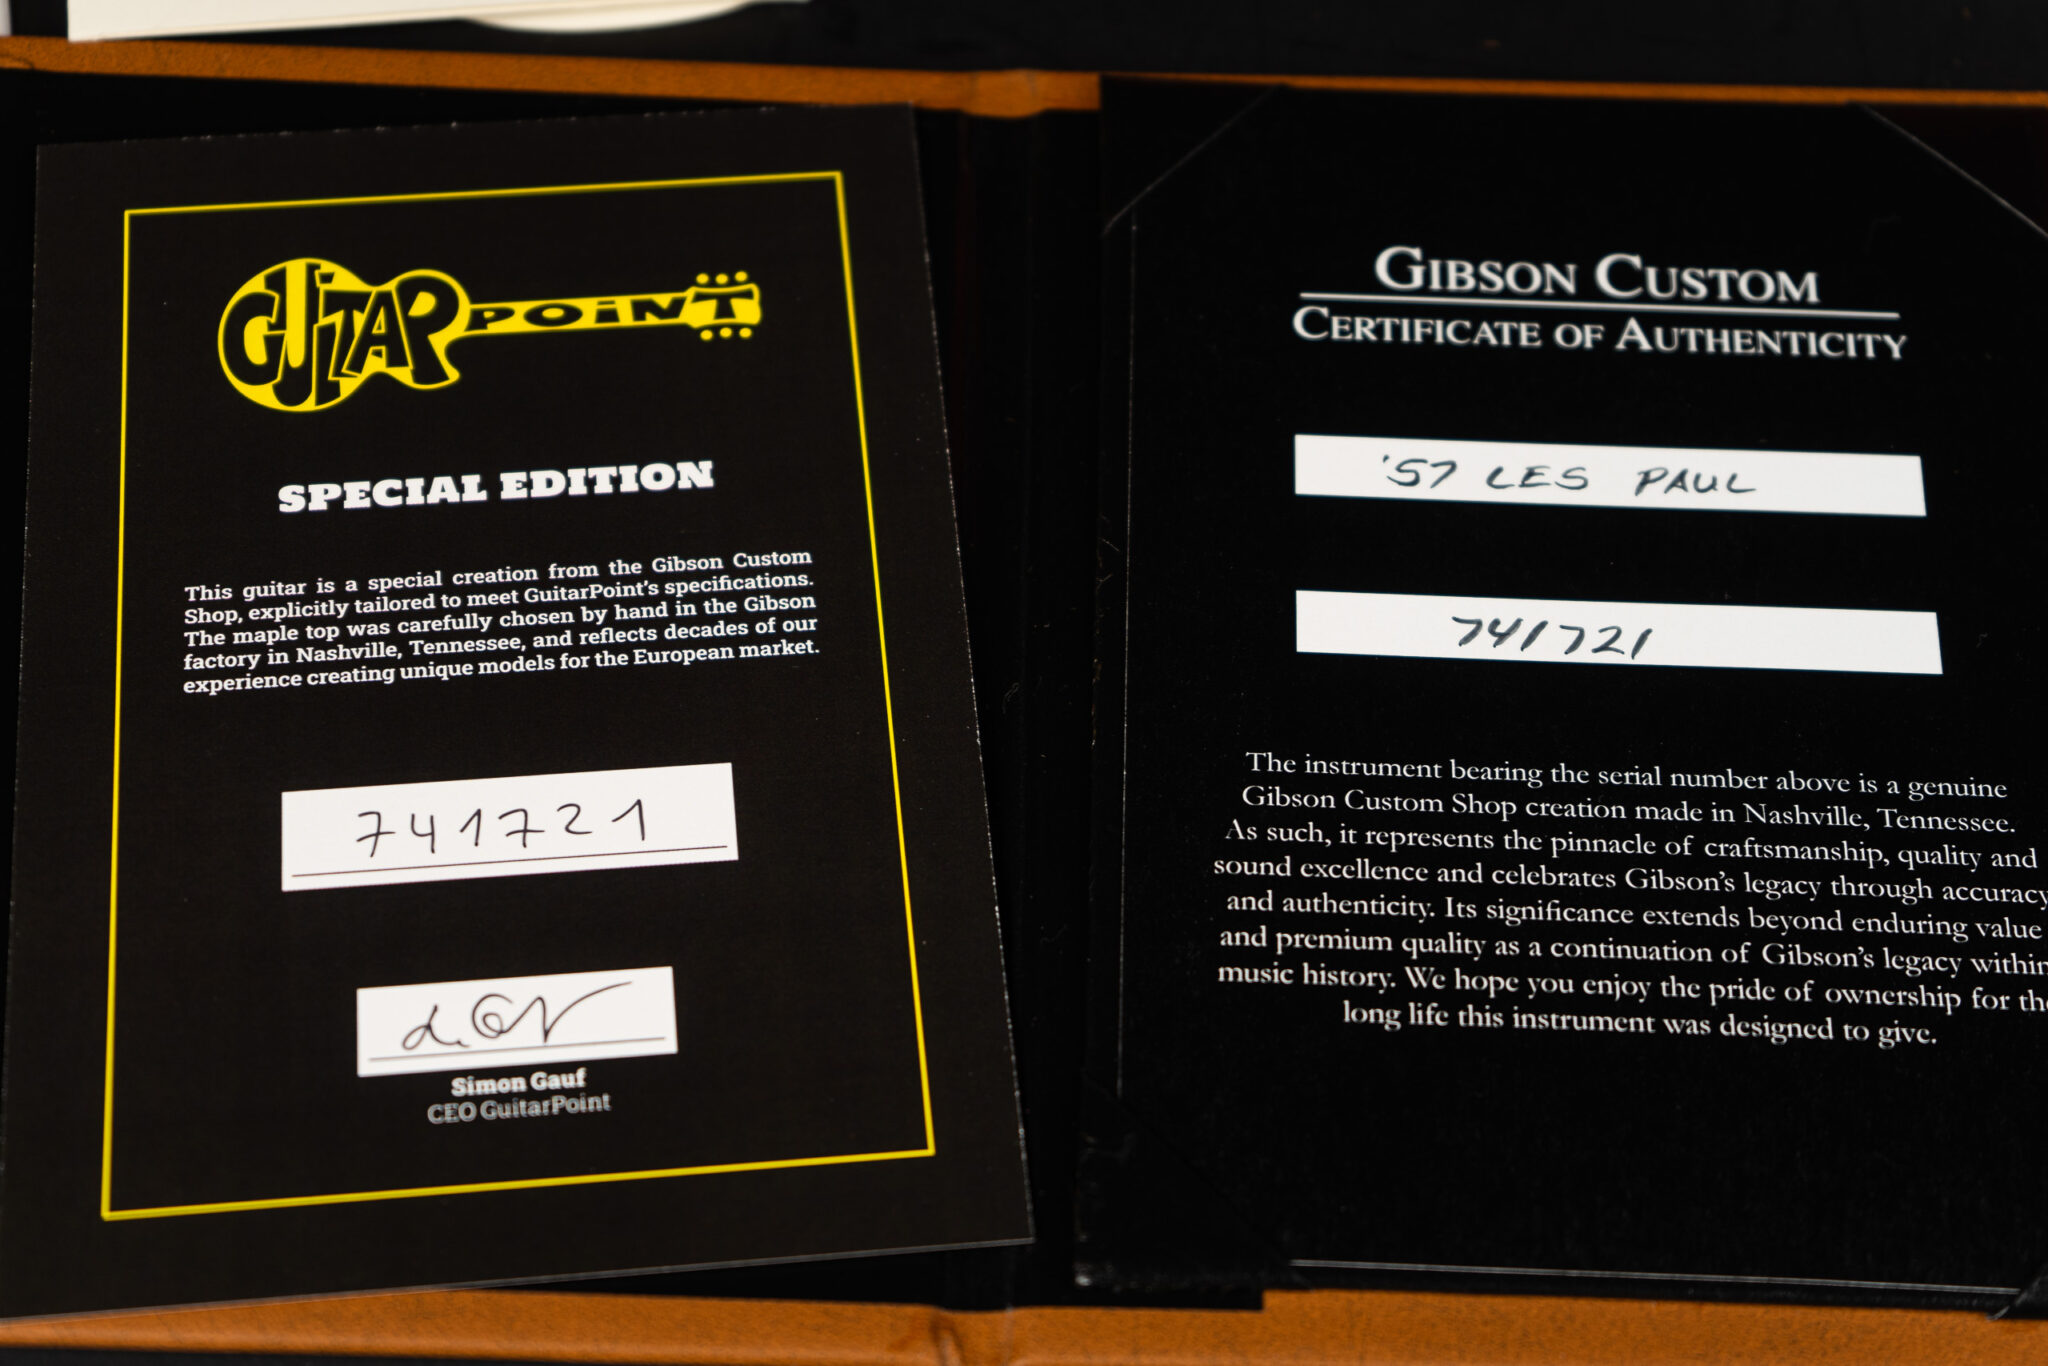 GUITAR POINT
SPECIAL EDITION
This guitar is a special creation from the Gibson Custom
Shop, explicitly tailored to meet GuitarPoint's specifications.
The maple top was carefully chosen by hand in the Gibson
factory in Nashville, Tennessee, and reflects decades of our
experience creating unique models for the European market.
741721
Simon Gauf
CEO GuitarPoint
GIBSON CUSTOM
CERTIFICATE OF AUTHENTICITY
'57 LES PAUL
741721
The instrument bearing the serial number above is a genuine
Gibson Custom Shop creation made in Nashville, Tennessee.
As such, it represents the pinnacle of craftsmanship, quality and
sound excellence and celebrates Gibson's legacy through accuracy
and authenticity. Its significance extends beyond enduring value
and premium quality as a continuation of Gibson's legacy within
music history. We hope you enjoy the pride of ownership for the
long life this instrument was designed to give.